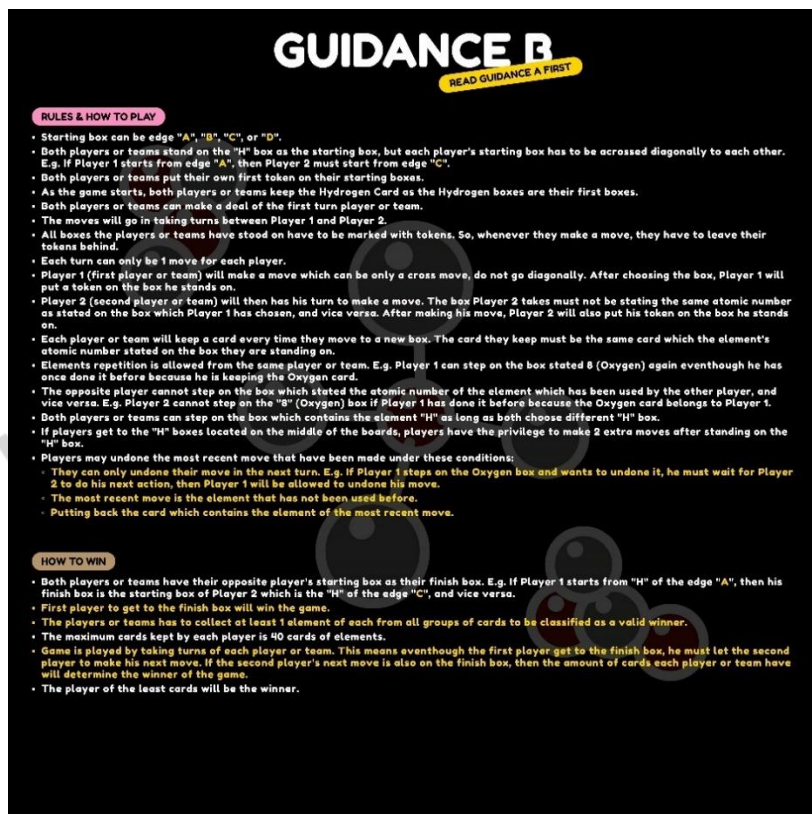 GUIDANCE B
READ GUIDANCE A FIRST
RULES & HOW TO PLAY
• Starting box can be edge "A", "B", "C", or "D".
• Both players or teams stand on the "H" box as the starting box, but each player's starting box has to be acrossed diagonally to each other.
E.g. If Player 1 starts from edge "A", then Player 2 must start from edge "C".
• Both players or teams put their own first token on their starting boxes.
• As the game starts, both players or teams keep the Hydrogen Card as the Hydrogen boxes are their first boxes.
• Both players or teams can make a deal of the first turn player or team.
• The moves will go in taking turns between Player 1 and Player 2.
• All boxes the players or teams have stood on have to be marked with tokens. So, whenever they make a move, they have to leave their
tokens behind.
• Each turn can only be 1 move for each player.
• Player 1 (first player or team) will make a move which can be only a cross move, do not go diagonally. After choosing the box, Player 1 will
put a token on the box he stands on.
• Player 2 (second player or team) will then has his turn to make a move. The box Player 2 takes must not be stating the same atomic number
as stated on the box which Player 1 has chosen, and vice versa. After making his move, Player 2 will also put his token on the box he stands
on.
• Each player or team will keep a card every time they move to a new box. The card they keep must be the same card which the element's
atomic number stated on the box they are standing on.
• Elements repetition is allowed from the same player or team. E.g. Player 1 can step on the box stated 8 (Oxygen) again eventhough he has
once done it before because he is keeping the Oxygen card.
• The opposite player cannot step on the box which stated the atomic number of the element which has been used by the other player, and
vice versa. E.g. Player 2 cannot step on the "8" (Oxygen) box if Player 1 has done it before because the Oxygen card belongs to Player 1.
• Both players or teams can step on the box which contains the element "H" as long as both choose different "H" box.
• If players get to the "H" boxes located on the middle of the boards, players have the privilege to make 2 extra moves after standing on the
"H" box.
• Players may undone the most recent move that have been made under these conditions:
• They can only undone their move in the next turn. E.g. If Player 1 steps on the Oxygen box and wants to undone it, he must wait for Player
2 to do his next action, then Player 1 will be allowed to undone his move.
• The most recent move is the element that has not been used before.
• Putting back the card which contains the element of the most recent move.
HOW TO WIN
• Both players or teams have their opposite player's starting box as their finish box. E.g. If Player 1 starts from "H" of the edge "A", then his
finish box is the starting box of Player 2 which is the "H" of the edge "C", and vice versa.
• First player to get to the finish box will win the game.
• The players or teams has to collect at least 1 element of each from all groups of cards to be classified as a valid winner.
• The maximum cards kept by each player is 40 cards of elements.
• Game is played by taking turns of each player or team. This means eventhough the first player get to the finish box, he must let the second
player to make his next move. If the second player's next move is also on the finish box, then the amount of cards each player or team have
will determine the winner of the game.
• The player of the least cards will be the winner.